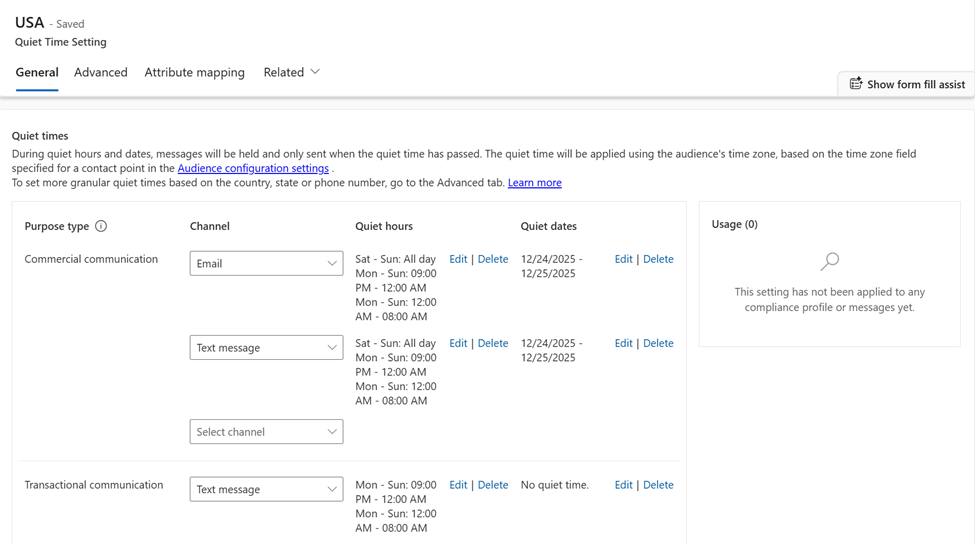 USA - Saved
Quiet Time Setting
General Advanced Attribute mapping Related
Show form fill assist
Quiet times
During quiet hours and dates, messages will be held and only sent when the quiet time has passed. The quiet time will be applied using the audience's time zone, based on the time zone field
specified for a contact point in the Audience configuration settings .
To set more granular quiet times based on the country, state or phone number, go to the Advanced tab. Learn more
Purpose type Channel Quiet hours Quiet dates
Commercial communication Email Sat - Sun: All day Edit | Delete 12/24/2025 - Edit | Delete
Mon - Sun: 09:00 12/25/2025
PM - 12:00 AM
Mon - Sun: 12:00
AM - 08:00 AM
Text message Sat - Sun: All day Edit | Delete 12/24/2025 - Edit | Delete
Mon - Sun: 09:00 12/25/2025
PM - 12:00 AM
Mon - Sun: 12:00
AM - 08:00 AM
Select channel
Transactional communication Text message Mon - Sun: 09:00 Edit | Delete No quiet time. Edit | Delete
PM - 12:00 AM
Mon - Sun: 12:00
AM - 08:00 AM
Usage (0)
This setting has not been applied to any
compliance profile or messages yet.